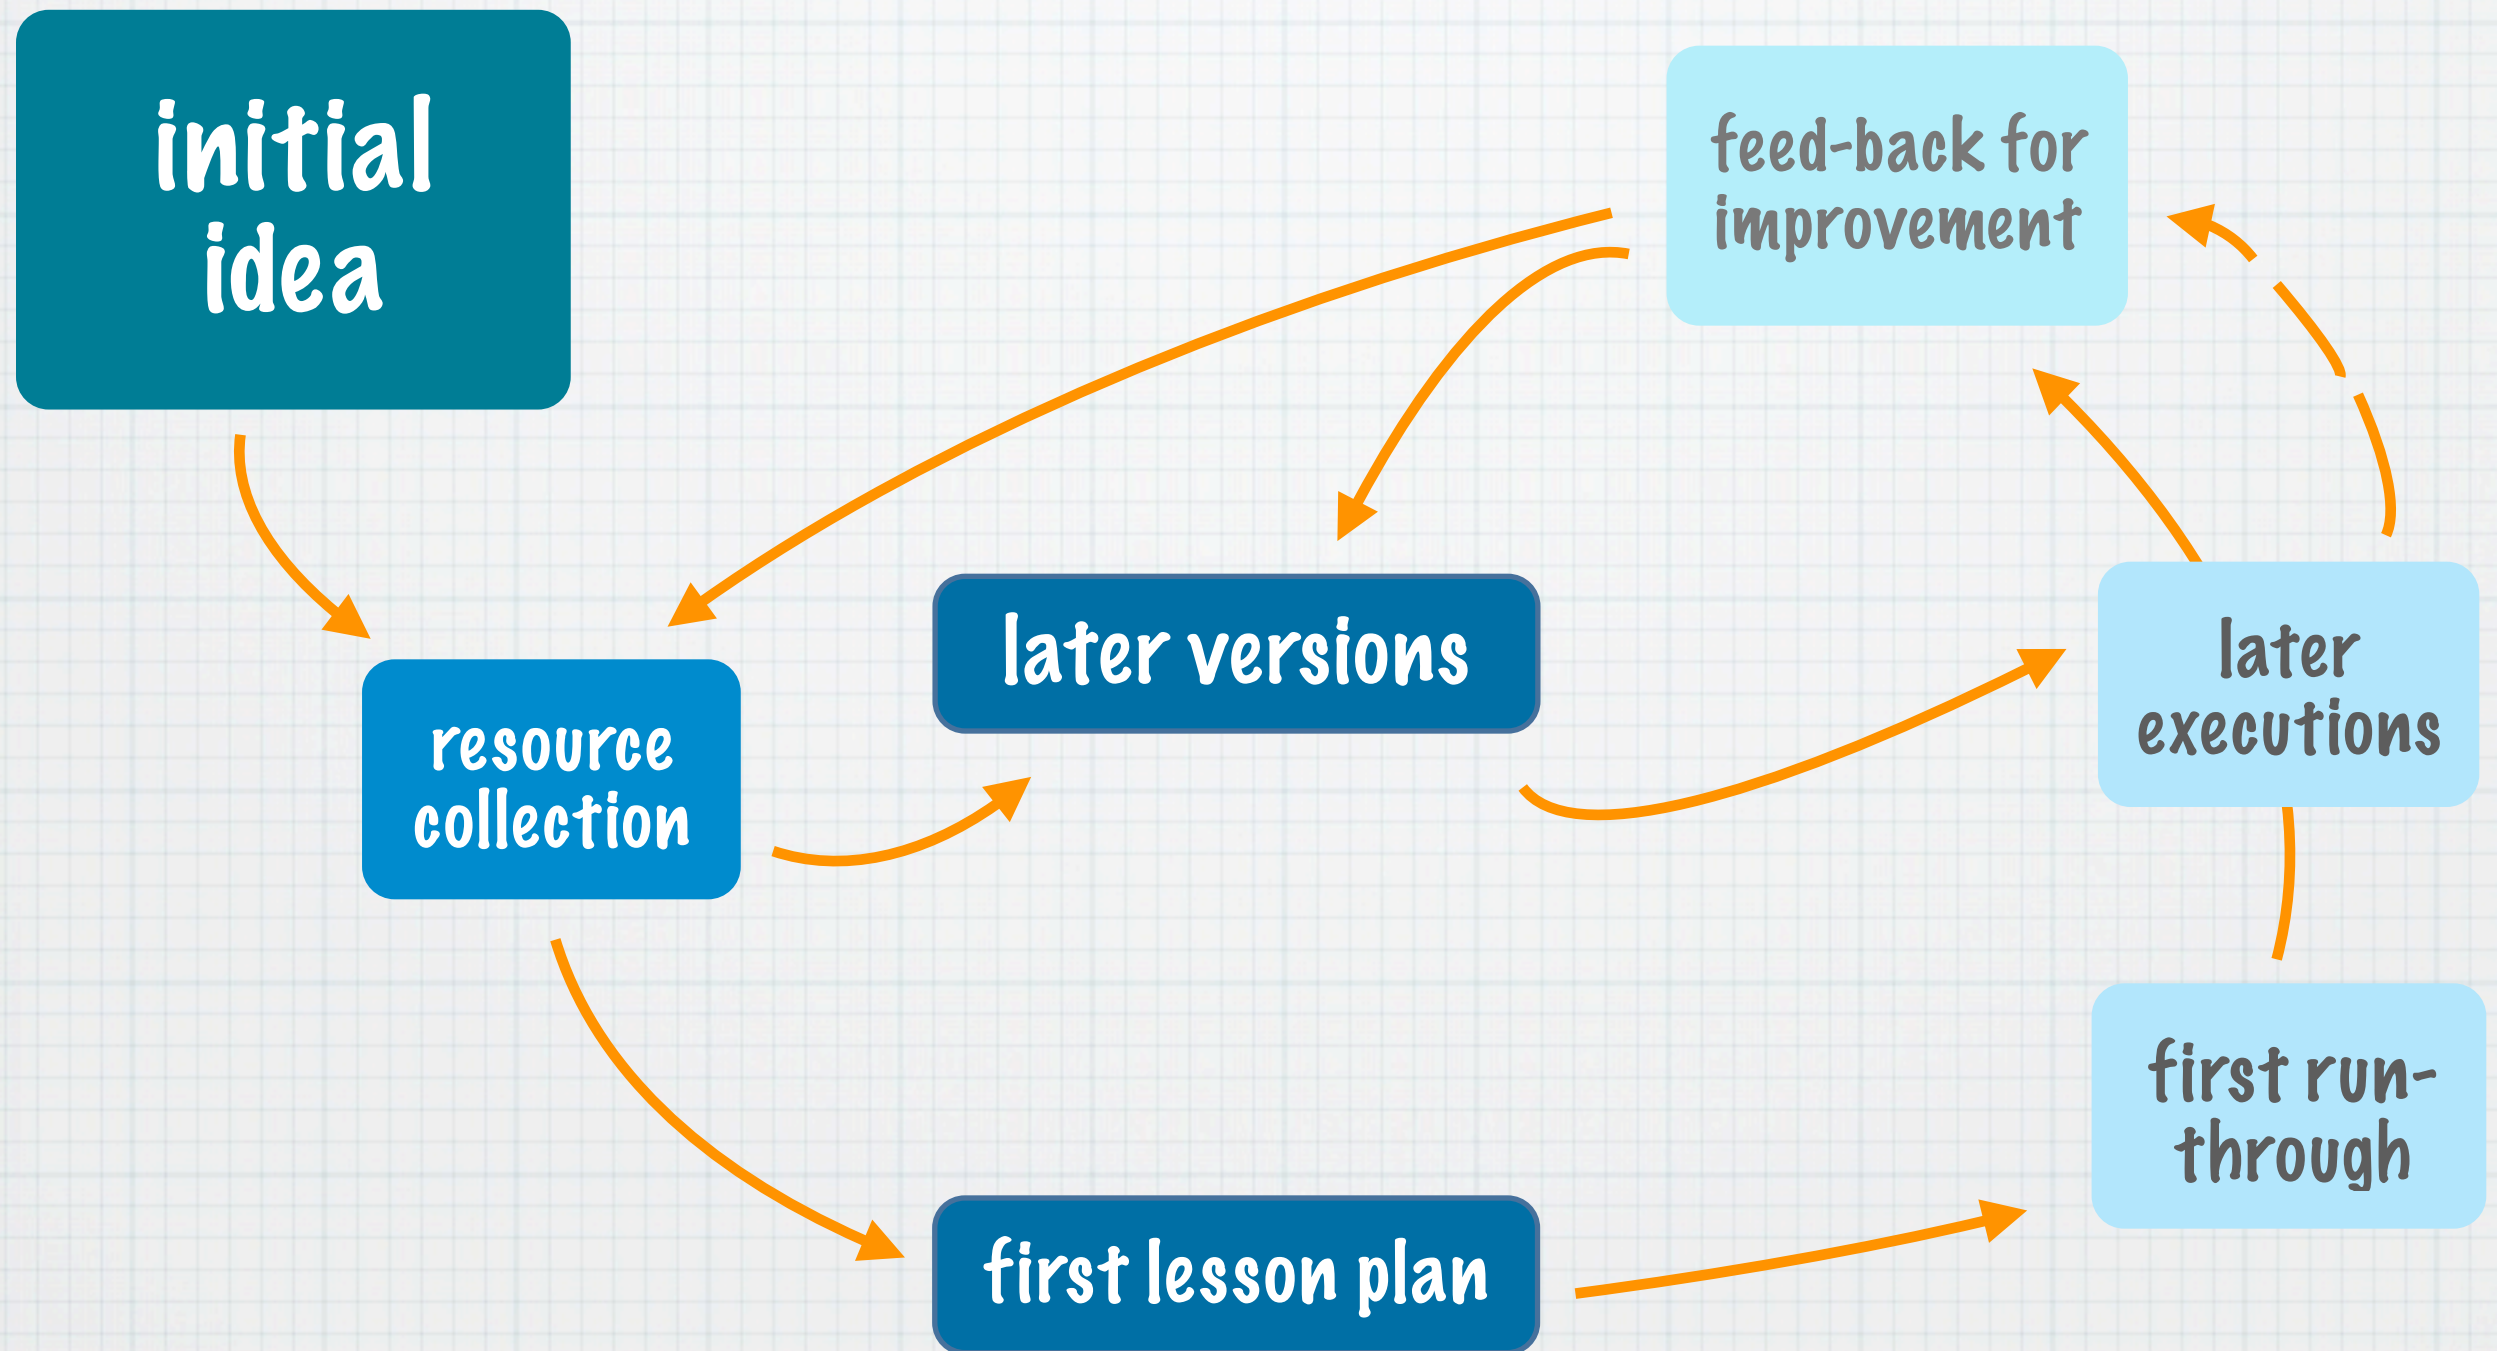 initial
idea
feed-back for
improvement
later versions
later
executions
resource
collection
first run-
through
first lesson plan